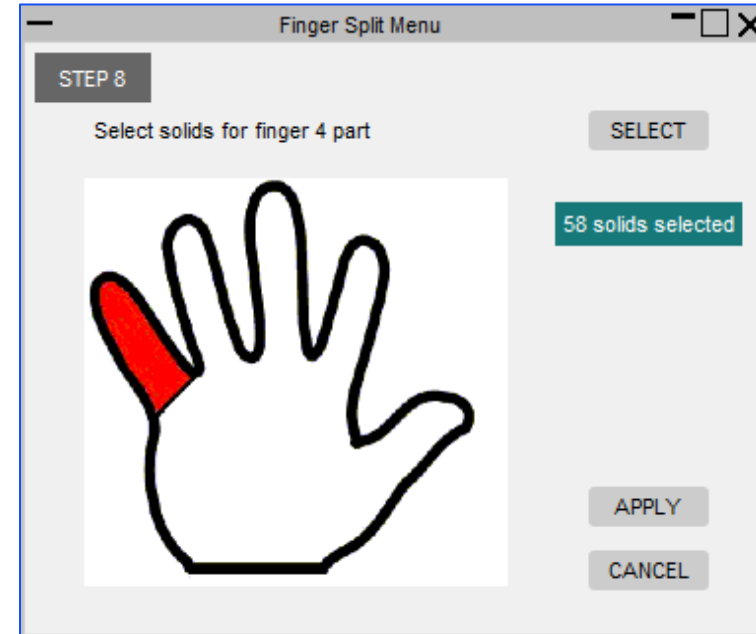 Finger Split Menu
STEP 8
Select solids for finger 4 part
SELECT
58 solids selected
APPLY
CANCEL